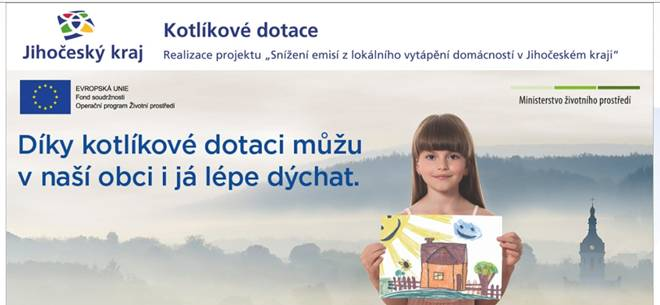 Jihočeský kraj
Kotlíkové dotace
Realizace projektu „Snížení emisí z lokálního vytápění domácností v Jihočeském kraji"
EVROPSKÁ UNIE
Fond soudržnosti
Operační program Životní prostředí
Ministerstvo životního prostředí
Díky kotlíkové dotaci můžu
v naší obci i já lépe dýchat.